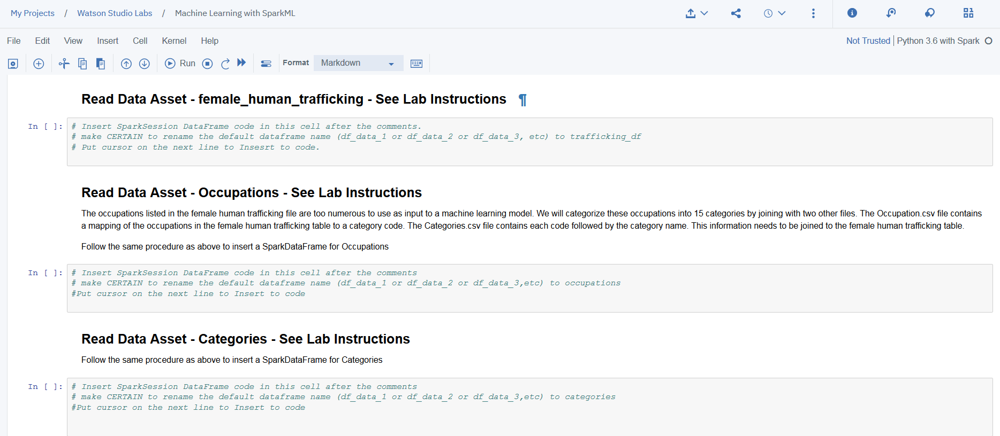 My Projects / Watson Studio Labs / Machine Learning with SparkML
File Edit View Insert Cell Kernel Help
Not Trusted | Python 3.6 with Spark
Run Format Markdown
Read Data Asset - female_human_trafficking - See Lab Instructions ¶
In [ ]: # Insert SparkSession DataFrame code in this cell after the comments.
# make CERTAIN to rename the default dataframe name (df_data_1 or df_data_2 or df_data_3, etc) to trafficking_df
# Put cursor on the next line to Insesrt to code.
Read Data Asset - Occupations - See Lab Instructions
The occupations listed in the female human trafficking file are too numerous to use as input to a machine learning model. We will categorize these occupations into 15 categories by joining with two other files. The Occupation.csv file contains
a mapping of the occupations in the female human trafficking table to a category code. The Categories.csv file contains each code followed by the category name. This information needs to be joined to the female human trafficking table.
Follow the same procedure as above to insert a SparkDataFrame for Occupations
In [ ]: # Insert SparkSession DataFrame code in this cell after the comments
# make CERTAIN to rename the default dataframe name (df_data_1 or df_data_2 or df_data_3,etc) to occupations
#Put cursor on the next line to Insert to code
Read Data Asset - Categories - See Lab Instructions
Follow the same procedure as above to insert a SparkDataFrame for Categories
In [ ]: # Insert SparkSession DataFrame code in this cell after the comments
# make CERTAIN to rename the default dataframe name (df_data_1 or df_data_2 or df_data_3,etc) to categories
#Put cursor on the next line to Insert to code